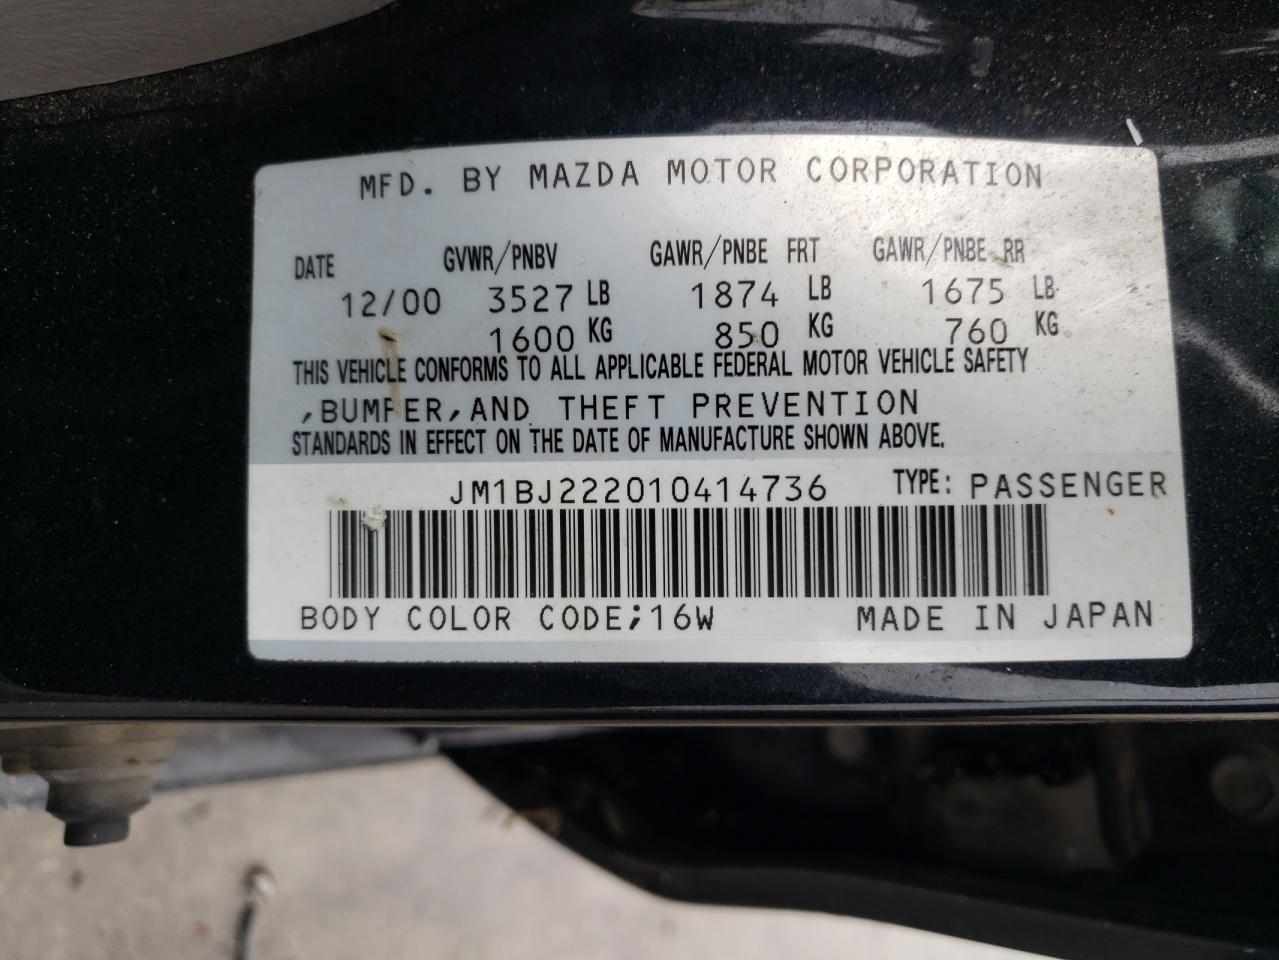 MFD. BY MAZDA MOTOR CORPORATION
DATE GVWR/PNBV GAWR/PNBE FRT GAWR/PNBE RR
12/00 3527 LB 1874 LB 1675 LB
1600 KG 850 KG 760 KG
THIS VEHICLE CONFORMS TO ALL APPLICABLE FEDERAL MOTOR VEHICLE SAFETY
,BUMPER,AND THEFT PREVENTION
STANDARDS IN EFFECT ON THE DATE OF MANUFACTURE SHOWN ABOVE.
JM1BJ222010414736 TYPE: PASSENGER
BODY COLOR CODE;16W MADE IN JAPAN